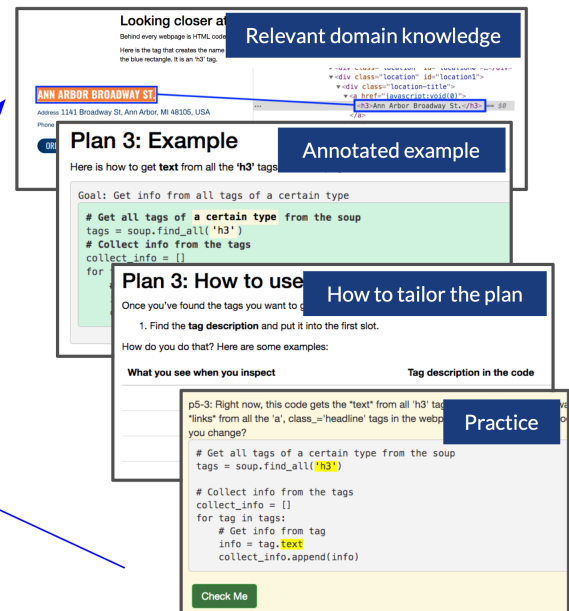 Looking closer at
Behind every webpage is HTML code
Here is the tag that creates the name
the blue rectangle. It is an 'h3' tag.
Relevant domain knowledge
▼<div class="location" id="location1">
▼<div class="location-title">
▼<a href="javascript:void(0)">
<h3>Ann Arbor Broadway St.</h3> == $0
</a>
ANN ARBOR BROADWAY ST.
Address 1141 Broadway St, Ann Arbor, MI 48105, USA
Phone
Plan 3: Example
Annotated example
Here is how to get text from all the 'h3' tags
Goal: Get info from all tags of a certain type
# Get all tags of a certain type from the soup
tags = soup.find_all('h3')
# Collect info from the tags
collect_info = []
for
Plan 3: How to use
How to tailor the plan
Once you've found the tags you want to
1. Find the tag description and put it into the first slot.
How do you do that? Here are some examples:
What you see when you inspect Tag description in the code
p5-3: Right now, this code gets the *text* from all 'h3'
*links* from all the 'a', class_='headline' tags in the
you change?
Practice
# Get all tags of a certain type from the soup
tags = soup.find_all('h3')
# Collect info from the tags
collect_info = []
for tag in tags:
# Get info from tag
info = tag.text
collect_info.append(info)
Check Me